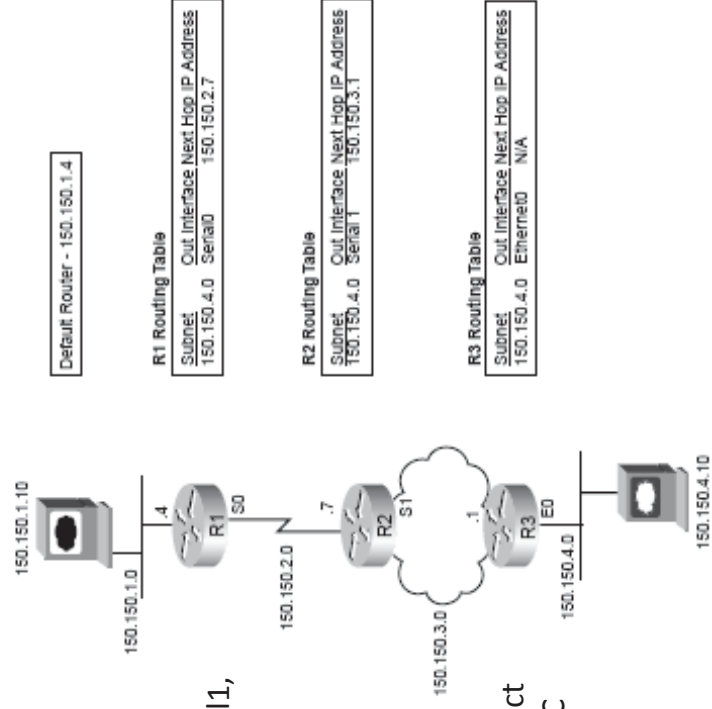 150.150.1.10
150.150.1.0
.4
R1
S0
150.150.2.0
.7
R2
S1
150.150.3.0
.1
R3
E0
150.150.4.0
150.150.4.10
Default Router - 150.150.1.4
R1 Routing Table
Subnet Out Interface Next Hop IP Address
150.150.4.0 Serial0 150.150.2.7
R2 Routing Table
Subnet Out Interface Next Hop IP Address
150.150.4.0 Serial 1 150.150.3.1
R3 Routing Table
Subnet Out Interface Next Hop IP Address
150.150.4.0 Ethernet0 N/A
l1,
ct